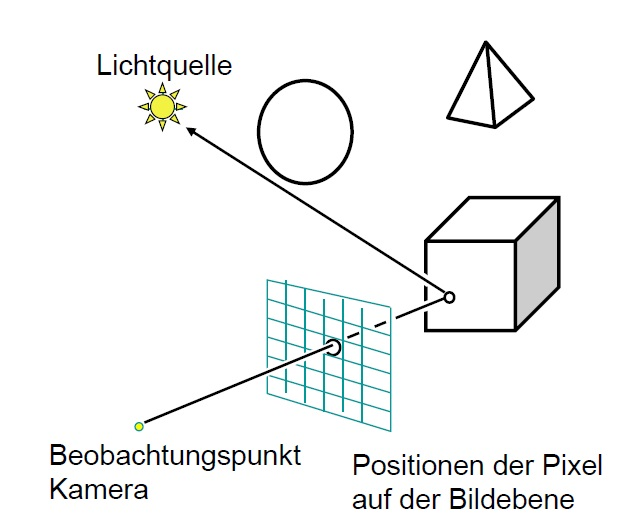 Lichtquelle
Beobachtungspunkt
Kamera
Positionen der Pixel
auf der Bildebene